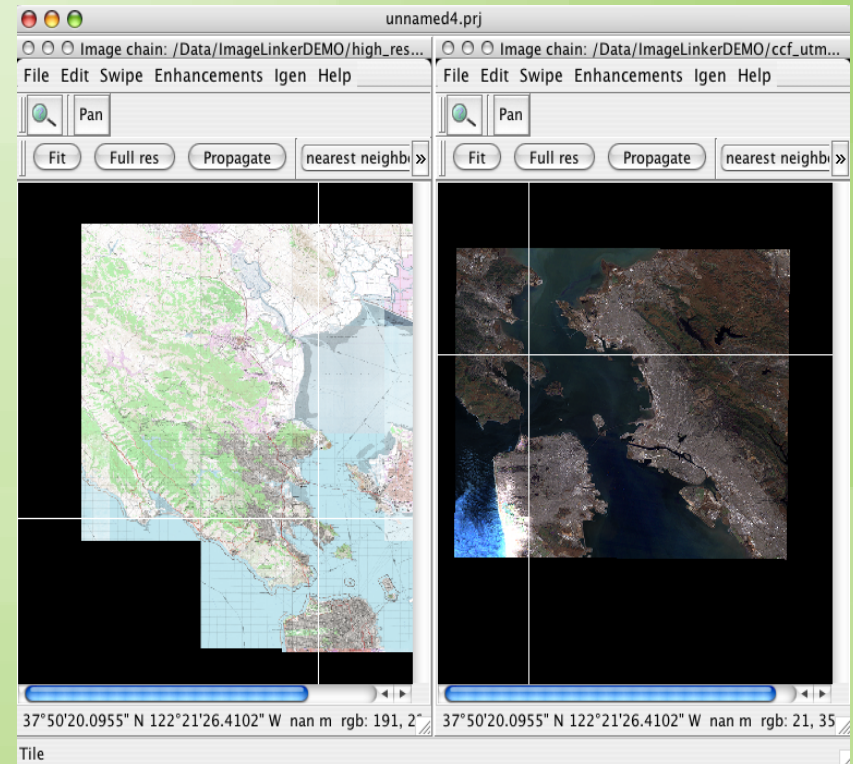 unnamed4.prj
Image chain: /Data/ImageLinkerDEMO/high_res...
File Edit Swipe Enhancements Igen Help
Pan
Fit Full res Propagate nearest neighb »
37°50'20.0955" N 122°21'26.4102" W nan m rgb: 191, 2
Image chain: /Data/ImageLinkerDEMO/ccf_utm...
File Edit Swipe Enhancements Igen Help
Pan
Fit Full res Propagate nearest neighb »
37°50'20.0955" N 122°21'26.4102" W nan m rgb: 21, 35
Tile